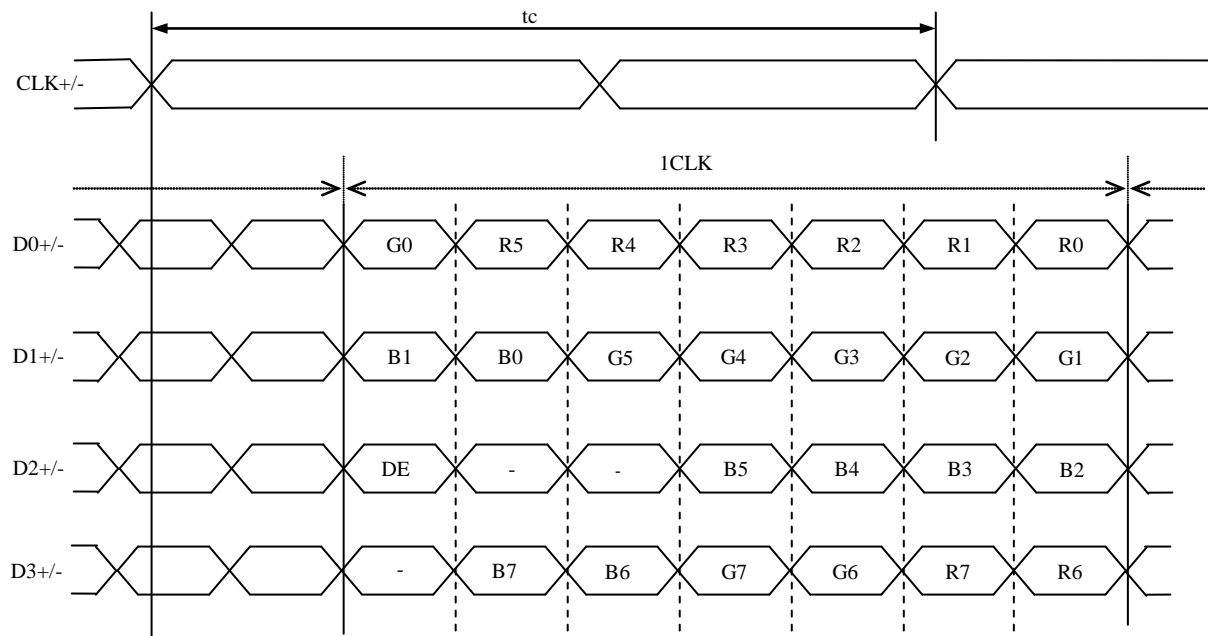 tc
CLK+/-
1CLK
D0+/- G0 R5 R4 R3 R2 R1 R0
D1+/- B1 B0 G5 G4 G3 G2 G1
D2+/- DE - - B5 B4 B3 B2
D3+/- - B7 B6 G7 G6 R7 R6